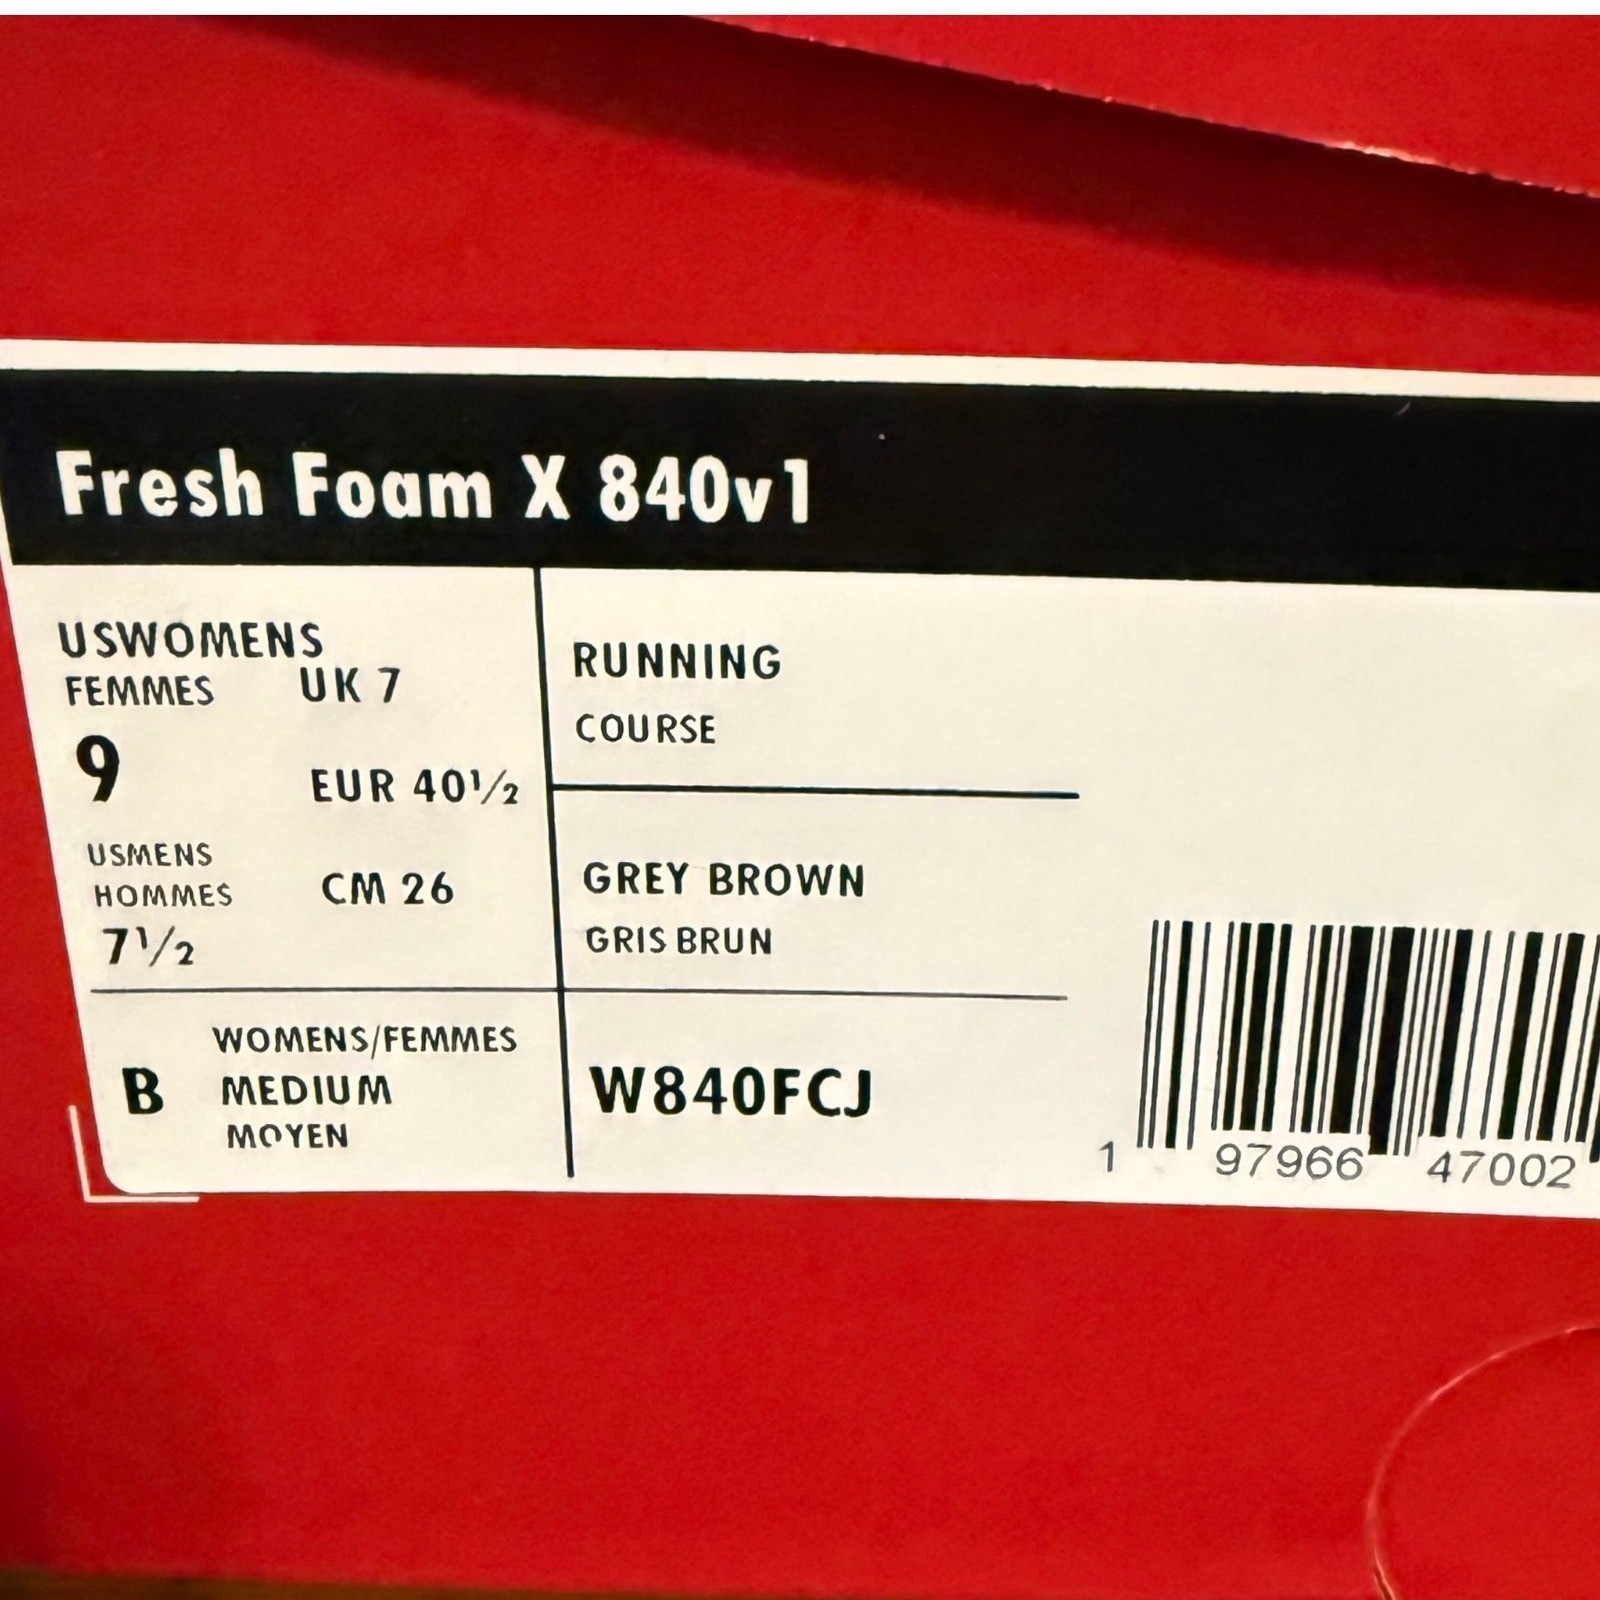 Fresh Foam X 840v1
USWOMENS
FEMMES
9
UK 7
EUR 40½
USMENS
HOMMES
7½
CM 26
RUNNING
COURSE
GREY BROWN
GRIS BRUN
B
WOMENS/FEMMES
MEDIUM
MOYEN
W840FCJ
1 97966 47002